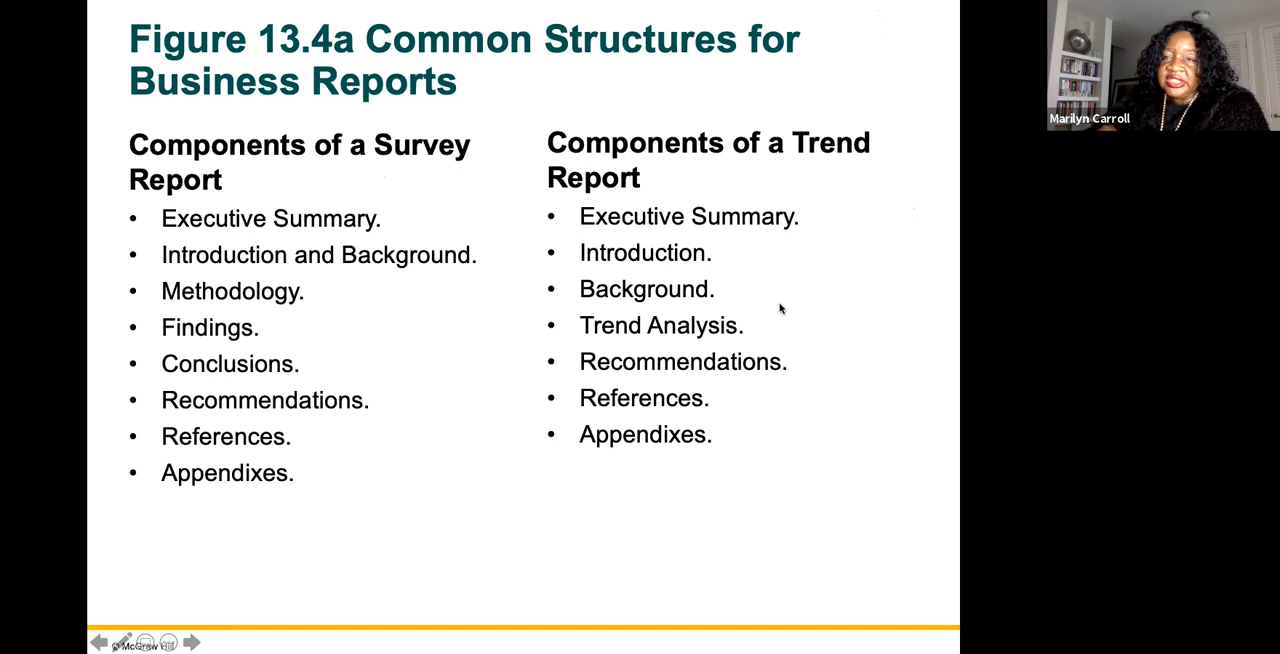 Figure 13.4a Common Structures for
Business Reports
Components of a Survey
Report
• Executive Summary.
• Introduction and Background.
• Methodology.
• Findings.
• Conclusions.
• Recommendations.
• References.
• Appendixes.
Components of a Trend
Report
• Executive Summary.
• Introduction.
• Background.
• Trend Analysis.
• Recommendations.
• References.
• Appendixes.
© McGraw Hill
Marilyn Carroll